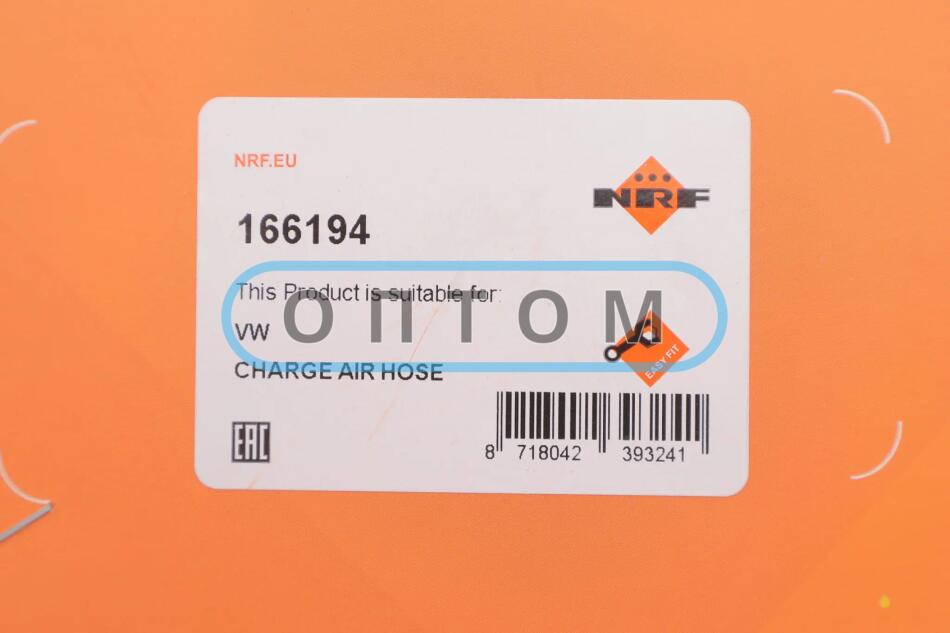 NRF.EU
NRF
166194
This Product is suitable for:
ОПТОМ
VW
EASY FIT
CHARGE AIR HOSE
EAC
8 718042 393241